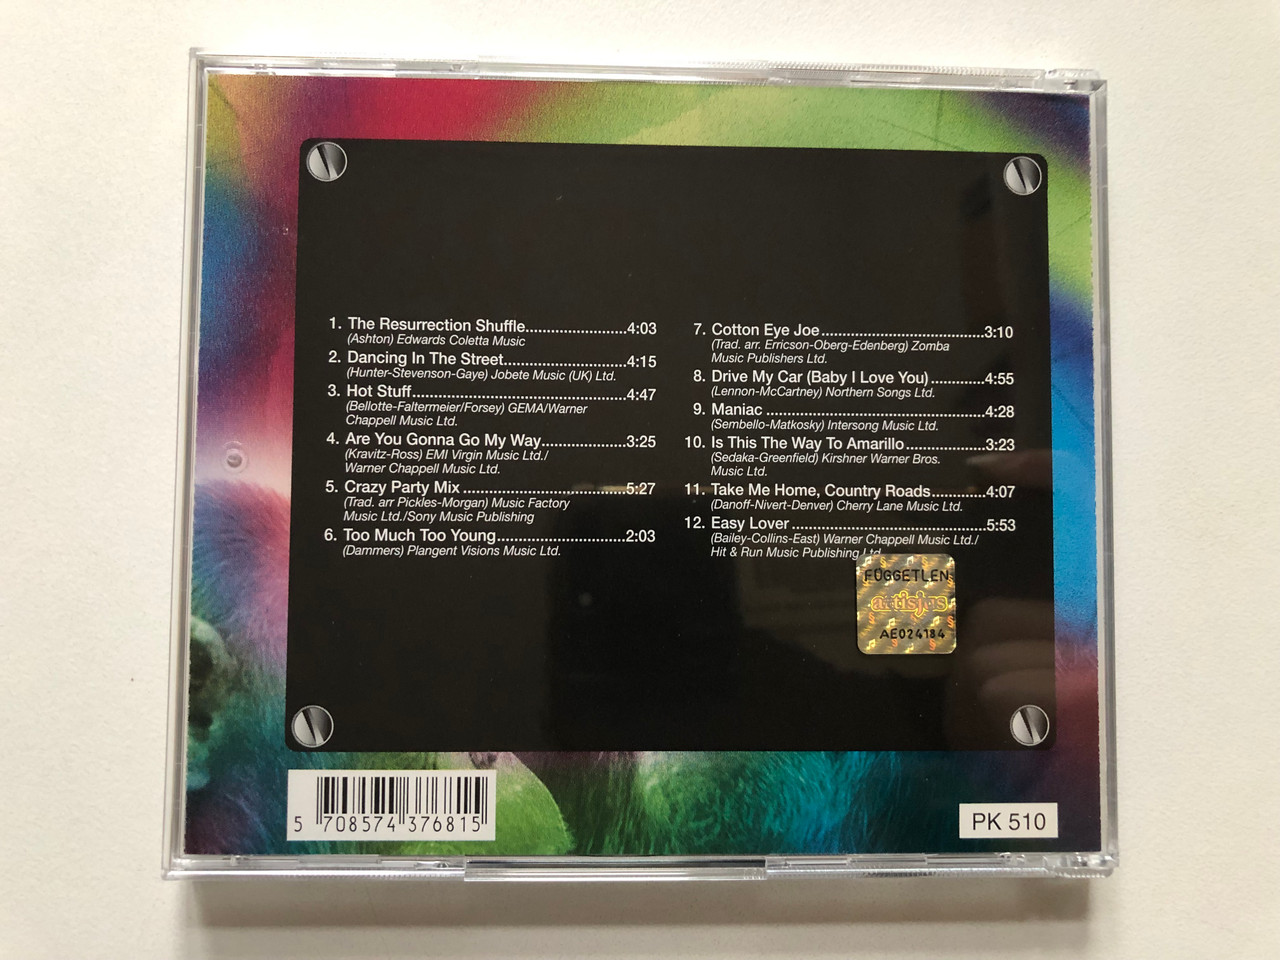 1. The Resurrection Shuffle.......................4:03
(Ashton) Edwards Coletta Music
2. Dancing In The Street............................4:15
(Hunter-Stevenson-Gaye) Jobete Music (UK) Ltd.
3. Hot Stuff.................................................4:47
(Bellotte-Faltermeier/Forsey) GEMA/Warner
Chappell Music Ltd.
4. Are You Gonna Go My Way...................3:25
(Kravitz-Ross) EMI Virgin Music Ltd./
Warner Chappell Music Ltd.
5. Crazy Party Mix .....................................5:27
(Trad. arr Pickles-Morgan) Music Factory
Music Ltd./Sony Music Publishing
6. Too Much Too Young.............................2:03
(Dammers) Plangent Visions Music Ltd.
7. Cotton Eye Joe.....................................3:10
(Trad. arr. Erricson-Oberg-Edenberg) Zomba
Music Publishers Ltd.
8. Drive My Car (Baby I Love You) ............4:55
(Lennon-McCartney) Northern Songs Ltd.
9. Maniac ..................................................4:28
(Sembello-Matkosky) Intersong Music Ltd.
10. Is This The Way To Amarillo..................3:23
(Sedaka-Greenfield) Kirshner Warner Bros.
Music Ltd.
11. Take Me Home, Country Roads............4:07
(Danoff-Nivert-Denver) Cherry Lane Music Ltd.
12. Easy Lover ............................................5:53
(Bailey-Collins-East) Warner Chappell Music Ltd./
Hit & Run Music Publishing Ltd.
FÜGGETLEN
artisjus
AE024184
5 708574 376815
PK 510